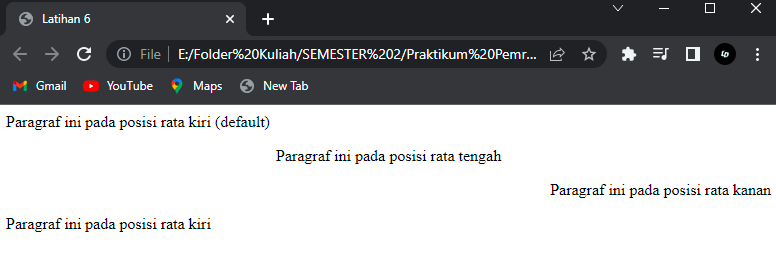 Latihan 6
File
E:/Folder%20Kuliah/SEMESTER%202/Praktikum%20Pemr...
Gmail
YouTube
Maps
New Tab
Paragraf ini pada posisi rata kiri (default)
Paragraf ini pada posisi rata tengah
Paragraf ini pada posisi rata kanan
Paragraf ini pada posisi rata kiri